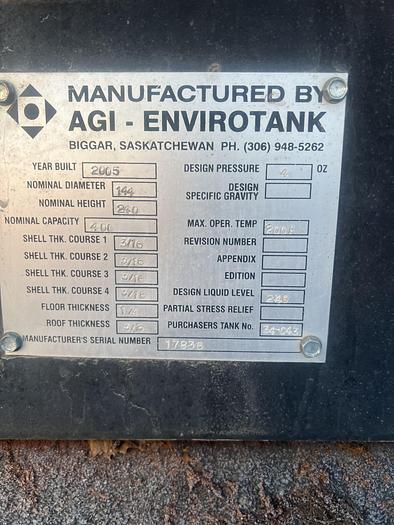 MANUFACTURED BY
AGI - ENVIROTANK
BIGGAR, SASKATCHEWAN PH. (306) 948-5262
YEAR BUILT 2005 DESIGN PRESSURE 4 OZ
NOMINAL DIAMETER 144 DESIGN SPECIFIC GRAVITY
NOMINAL HEIGHT 240
NOMINAL CAPACITY 400 MAX. OPER. TEMP
SHELL THK. COURSE 1 3/16 REVISION NUMBER
SHELL THK. COURSE 2 3/16 APPENDIX
SHELL THK. COURSE 3 3/16 EDITION
SHELL THK. COURSE 4 3/16 DESIGN LIQUID LEVEL
FLOOR THICKNESS 1/4 PARTIAL STRESS RELIEF
ROOF THICKNESS PURCHASERS TANK No.
MANUFACTURER'S SERIAL NUMBER